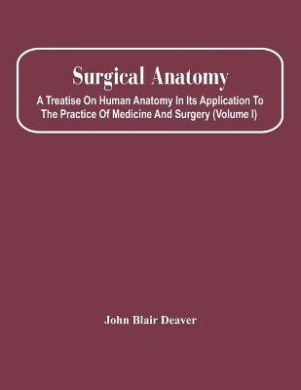 Surgical Anatomy
A Treatise On Human Anatomy In Its Application To
The Practice Of Medicine And Surgery (Volume I)
John Blair Deaver